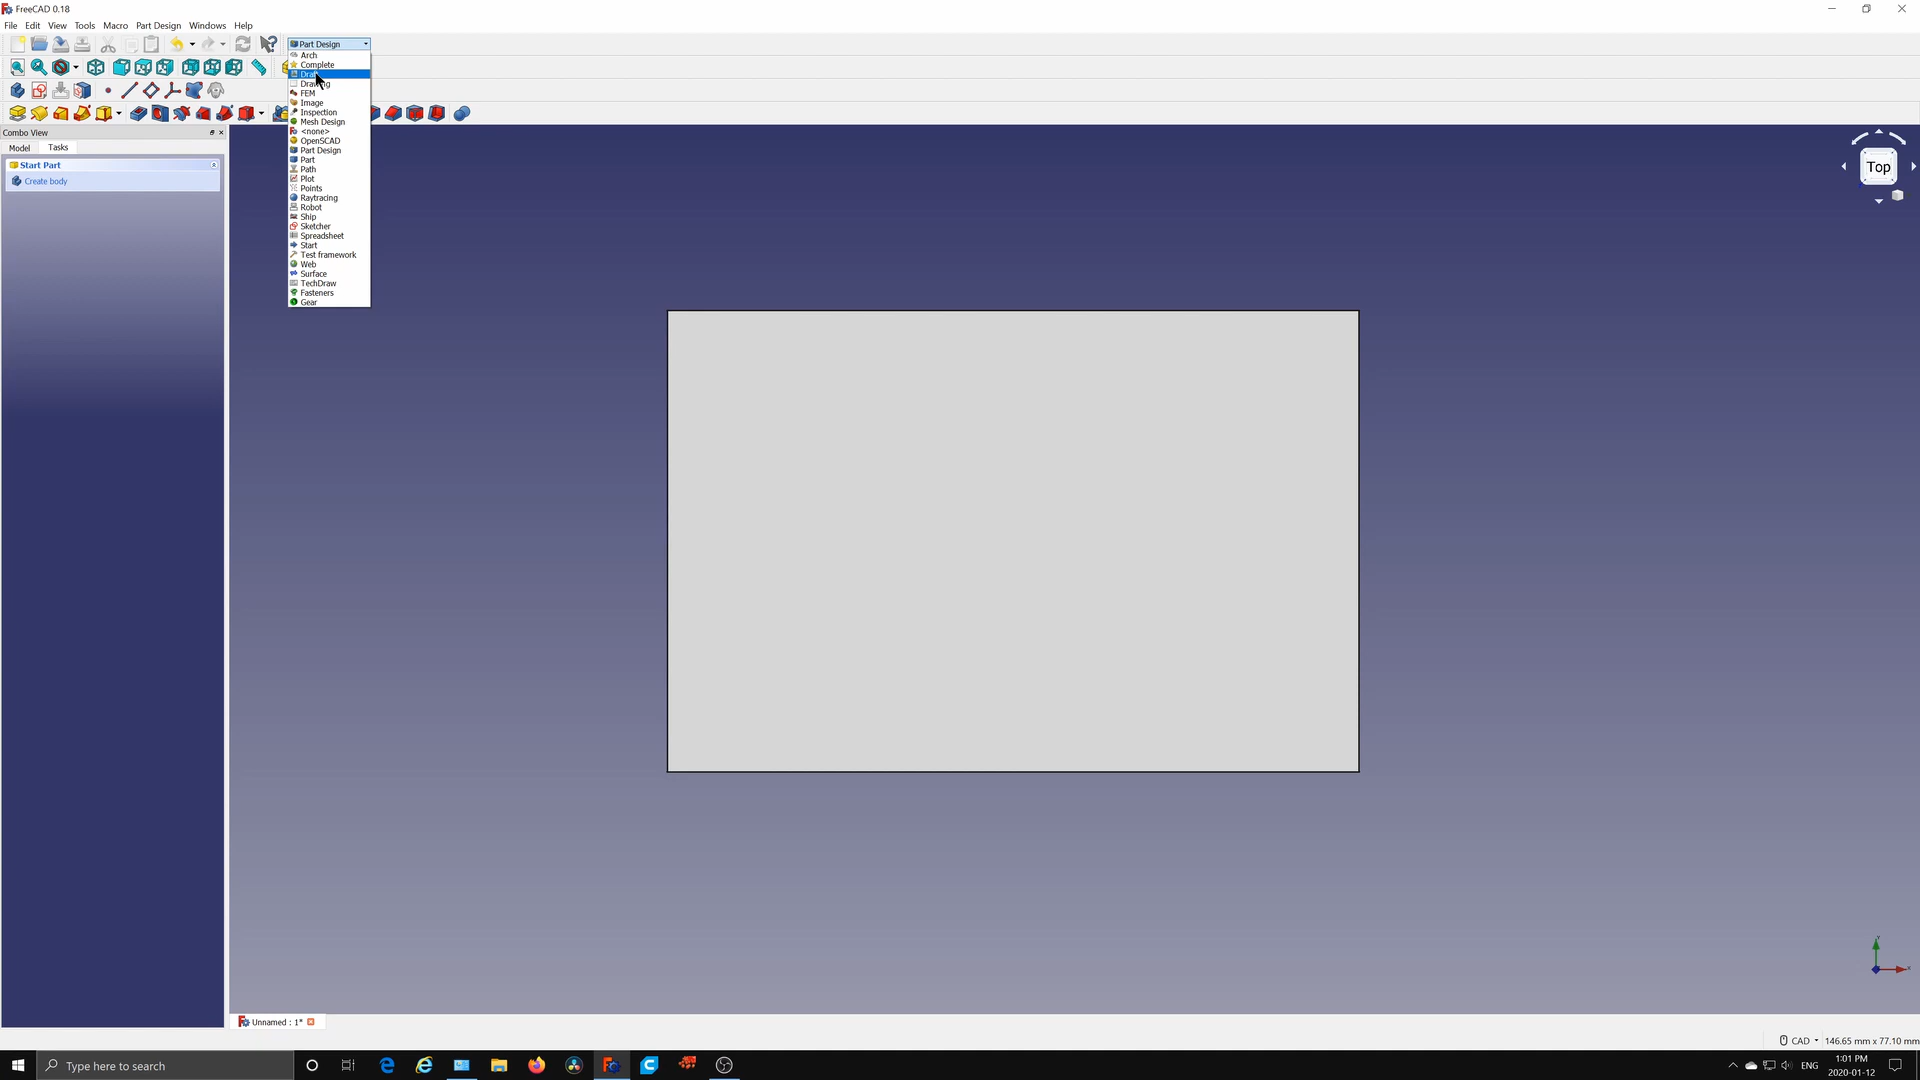 FreeCAD 0.18
File Edit View Tools Macro Part Design Windows Help
Part Design
Arch
Complete
Draft
Drawing
FEM
Image
Inspection
Mesh Design
<none>
OpenSCAD
Part Design
Part
Path
Plot
Points
Raytracing
Robot
Ship
Sketcher
Spreadsheet
Start
Test framework
Web
Surface
TechDraw
Fasteners
Gear
Combo View
Model Tasks
Start Part
Create body
Top
Y
X
Unnamed : 1*
CAD 146.65 mm x 77.10 mm
Type here to search
ENG
1:01 PM
2020-01-12